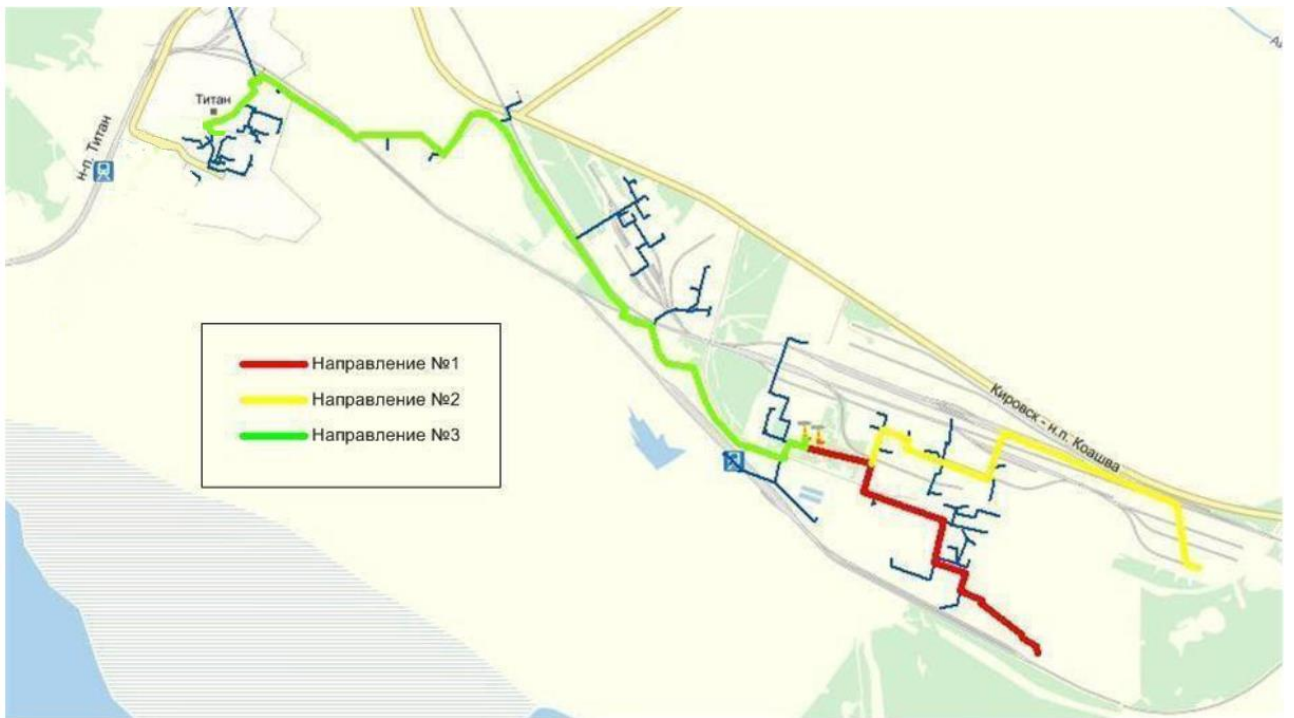 Титан
н-п. Титан
Направление №1
Направление №2
Направление №3
Кировск - н.п. Коашва